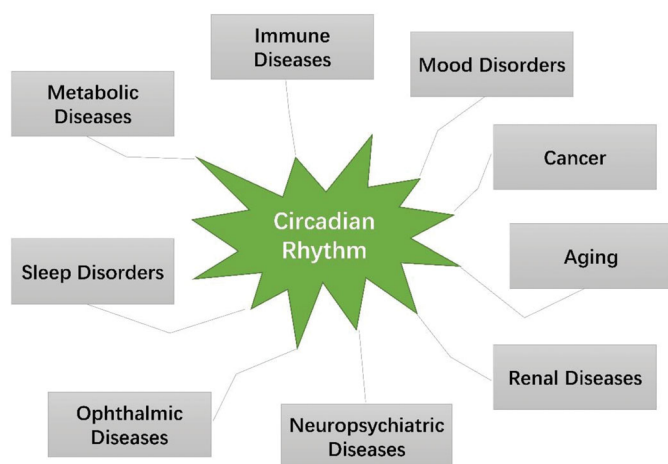 Immune
Diseases
Mood Disorders
Metabolic
Diseases
Cancer
Circadian
Rhythm
Sleep Disorders
Aging
Renal Diseases
Ophthalmic
Diseases
Neuropsychiatric
Diseases